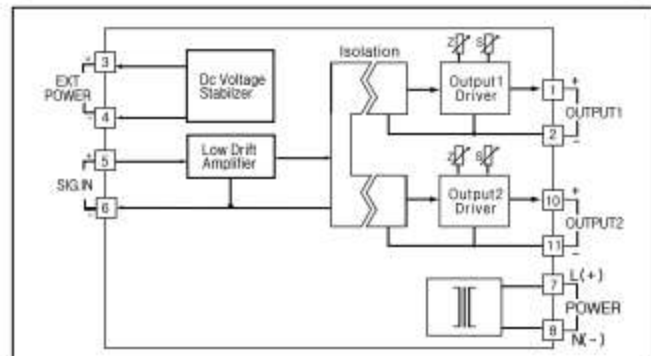 Isolation
Z S
+ 3
EXT
POWER
- 4
Dc Voltage
Stabilzer
Output1
Driver
1 +
OUTPUT1
2 -
+ 5
SIG.IN
- 6
Low Drift
Amplifier
Z S
Output2
Driver
10 +
OUTPUT2
11 -
7 L(+)
POWER
8 N(-)